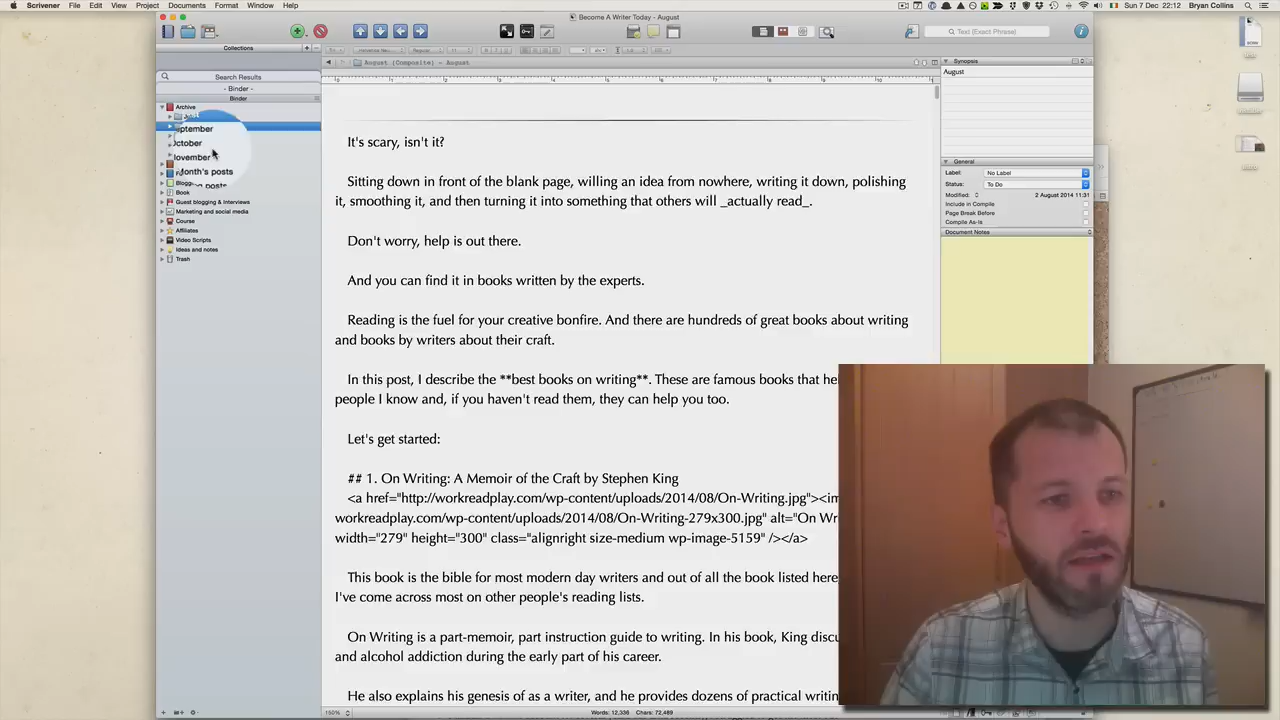 Scrivener File Edit View Project Documents Format Window Help
Sun 7 Dec 22:12 Bryan Collins
Become A Writer Today - August
Text (Exact Phrase)
Collections
August (Composite) - August
Search Results
- Binder -
Binder
Archive
eptember
October
November
month's posts
posts
Book
Guest blogging & Interviews
Marketing and social media
Course
Affiliates
Video Scripts
Ideas and notes
Trash
It's scary, isn't it?
Sitting down in front of the blank page, willing an idea from nowhere, writing it down, polishing
it, smoothing it, and then turning it into something that others will _actually read_.
Don't worry, help is out there.
And you can find it in books written by the experts.
Reading is the fuel for your creative bonfire. And there are hundreds of great books about writing
and books by writers about their craft.
In this post, I describe the **best books on writing**. These are famous books that he
people I know and, if you haven't read them, they can help you too.
Let's get started:
## 1. On Writing: A Memoir of the Craft by Stephen King
<a href="http://workreadplay.com/wp-content/uploads/2014/08/On-Writing.jpg"><im
workreadplay.com/wp-content/uploads/2014/08/On-Writing-279x300.jpg" alt="On Wr
width="279" height="300" class="alignright size-medium wp-image-5159" /></a>
This book is the bible for most modern day writers and out of all the book listed here
I've come across most on other people's reading lists.
On Writing is a part-memoir, part instruction guide to writing. In his book, King discu
and alcohol addiction during the early part of his career.
He also explains his genesis of as a writer, and he provides dozens of practical writin
150%
Words: 12,336 Chars: 72,489
Synopsis
August
General
Label: No Label
Status: To Do
Modified: 2 August 2014 11:31
Include in Compile
Page Break Before
Compile As-Is
Document Notes